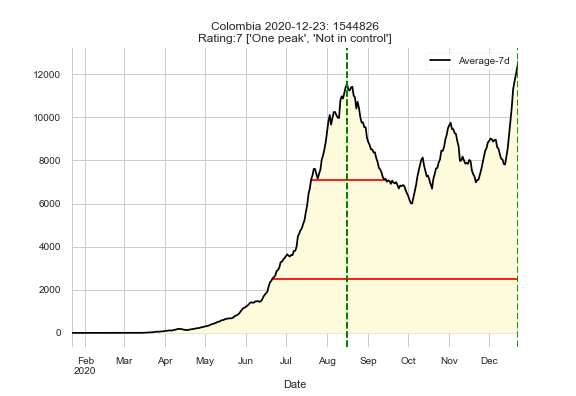 Colombia 2020-12-23: 1544826
Rating:7 ['One peak', 'Not in control']
Average-7d
12000
10000
8000
6000
4000
2000
0
Feb Mar Apr May Jun Jul Aug Sep Oct Nov Dec
2020
Date